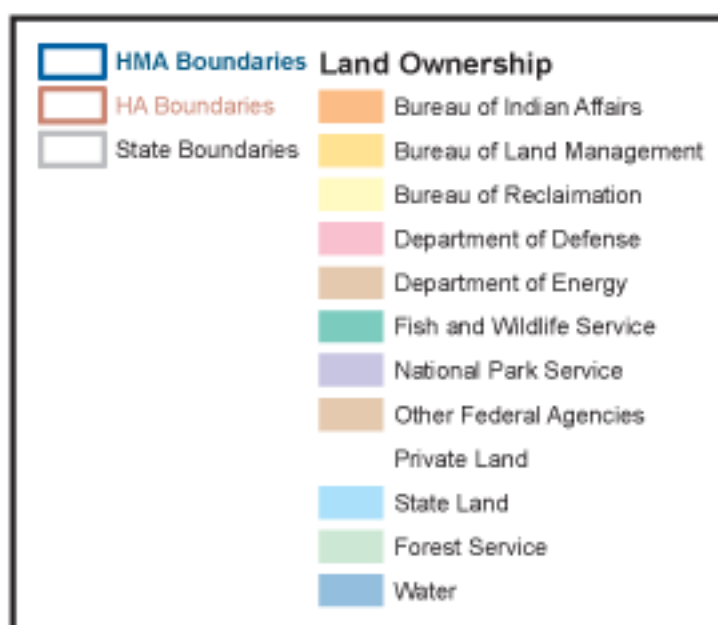 HMA Boundaries
HA Boundaries
State Boundaries
Land Ownership
Bureau of Indian Affairs
Bureau of Land Management
Bureau of Reclaimation
Department of Defense
Department of Energy
Fish and Wildlife Service
National Park Service
Other Federal Agencies
Private Land
State Land
Forest Service
Water